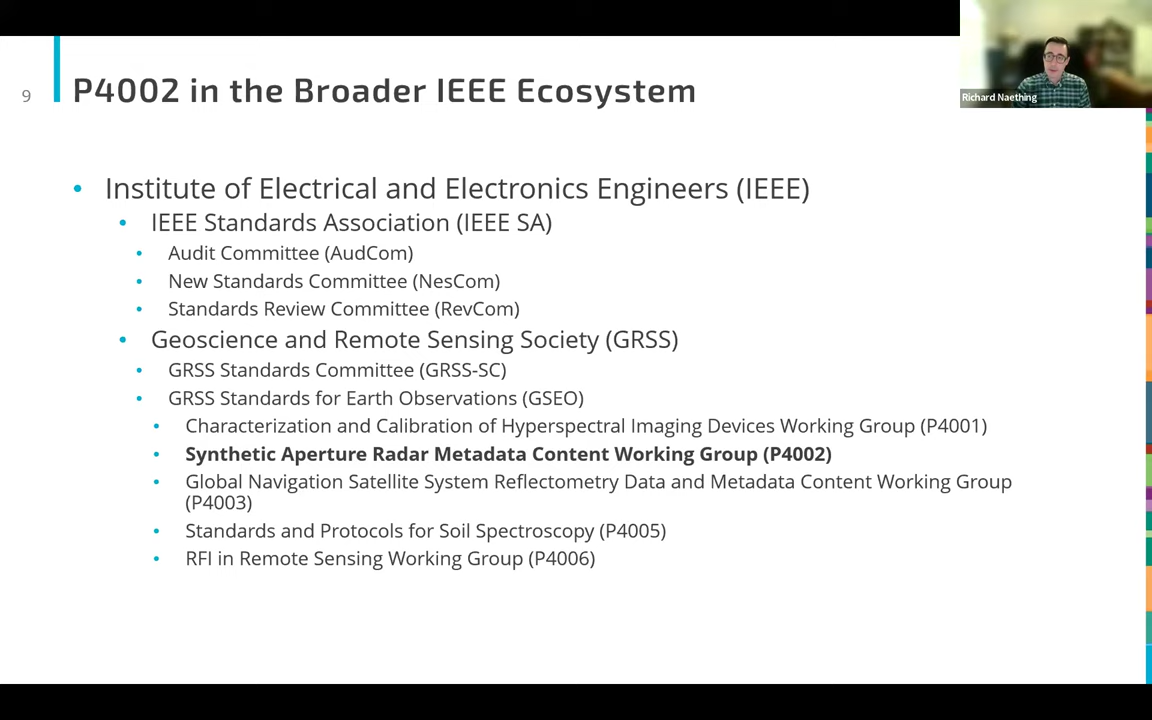 9
P4002 in the Broader IEEE Ecosystem
Richard Naething
• Institute of Electrical and Electronics Engineers (IEEE)
• IEEE Standards Association (IEEE SA)
• Audit Committee (AudCom)
• New Standards Committee (NesCom)
• Standards Review Committee (RevCom)
• Geoscience and Remote Sensing Society (GRSS)
• GRSS Standards Committee (GRSS-SC)
• GRSS Standards for Earth Observations (GSEO)
• Characterization and Calibration of Hyperspectral Imaging Devices Working Group (P4001)
• Synthetic Aperture Radar Metadata Content Working Group (P4002)
• Global Navigation Satellite System Reflectometry Data and Metadata Content Working Group
(P4003)
• Standards and Protocols for Soil Spectroscopy (P4005)
• RFI in Remote Sensing Working Group (P4006)